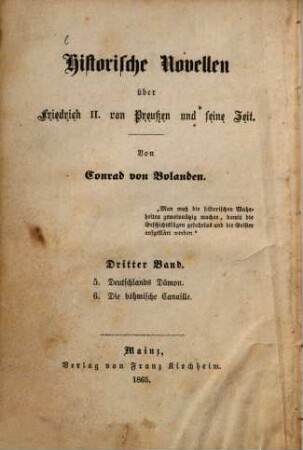 Historische Novellen
über
Friedrich II. von Preußen und seine Zeit.
Von
Conrad von Bolanden.
„Man muß die historischen Wahr-
heiten gemeinnützig machen, damit die
Geschichtslügen gefahrlos und die Geister
aufgeklärt werden.“
Dritter Band.
5. Deutschlands Dämon.
6. Die böhmische Canaille.
Mainz,
Verlag von Franz Kirchheim.
1865.